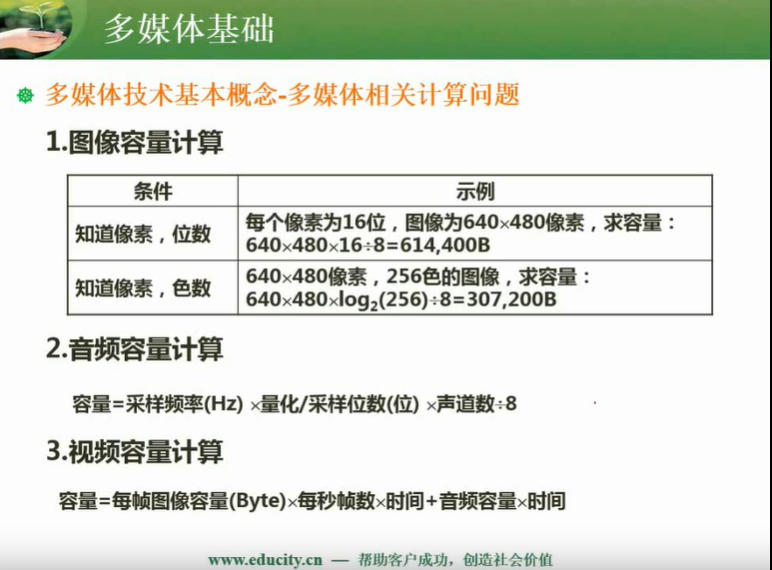 多媒体基础
多媒体技术基本概念-多媒体相关计算问题
1.图像容量计算
条件 示例
知道像素，位数
每个像素为16位，图像为640×480像素，求容量：
640×480×16÷8=614,400B
知道像素，色数
640×480像素，256色的图像，求容量：
640×480×log₂(256)÷8=307,200B
2.音频容量计算
容量=采样频率(Hz) ×量化/采样位数(位) ×声道数÷8
3.视频容量计算
容量=每帧图像容量(Byte)×每秒帧数×时间+音频容量×时间
www.educity.cn — 帮助客户成功，创造社会价值